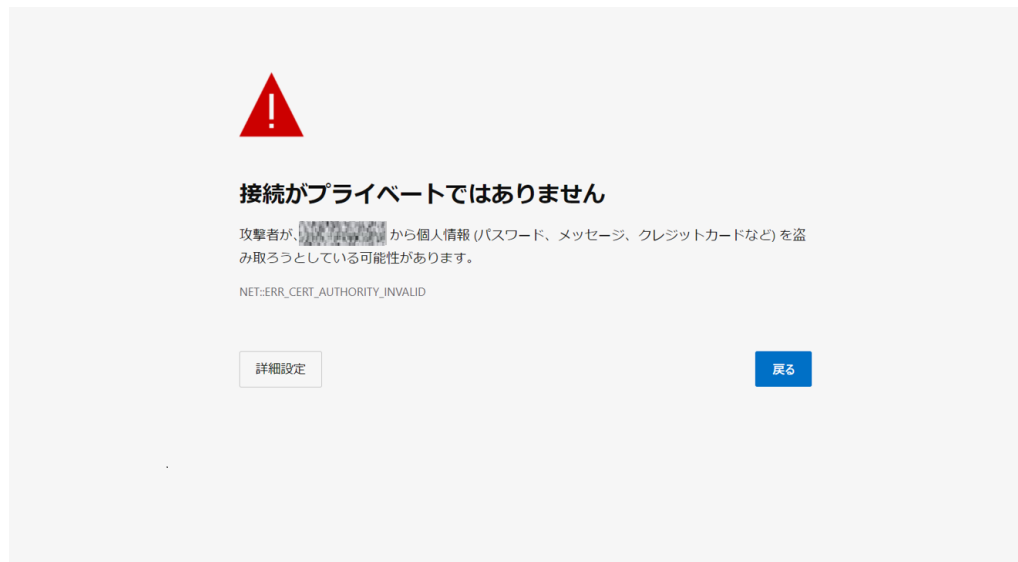 接続がプライベートではありません
攻撃者が、 から個人情報 (パスワード、メッセージ、クレジットカードなど) を盗
み取ろうとしている可能性があります。
NET::ERR_CERT_AUTHORITY_INVALID
詳細設定
戻る